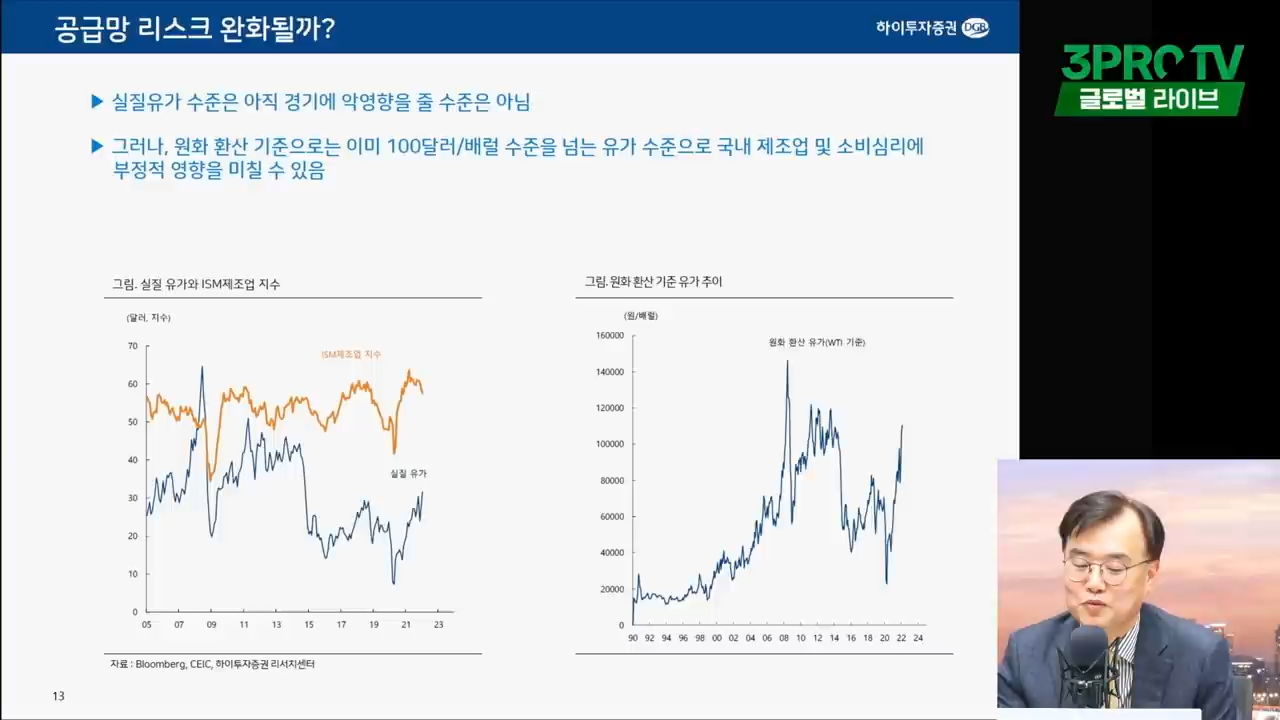 공급망 리스크 완화될까?
하이투자증권 DGB
3PRO TV
글로벌 라이브
▶ 실질유가 수준은 아직 경기에 악영향을 줄 수준은 아님
▶ 그러나, 원화 환산 기준으로는 이미 100달러/배럴 수준을 넘는 유가 수준으로 국내 제조업 및 소비심리에
부정적 영향을 미칠 수 있음
그림. 실질 유가와 ISM제조업 지수
(달러, 지수)
70
60
50
40
30
20
10
0
ISM제조업 지수
실질 유가
05 07 09 11 13 15 17 19 21 23
자료 : Bloomberg, CEIC, 하이투자증권 리서치센터
그림. 원화 환산 기준 유가 추이
(원/배럴)
160000
140000
120000
100000
80000
60000
40000
20000
0
원화 환산 유가(WTI 기준)
90 92 94 96 98 00 02 04 06 08 10 12 14 16 18 20 22 24
13